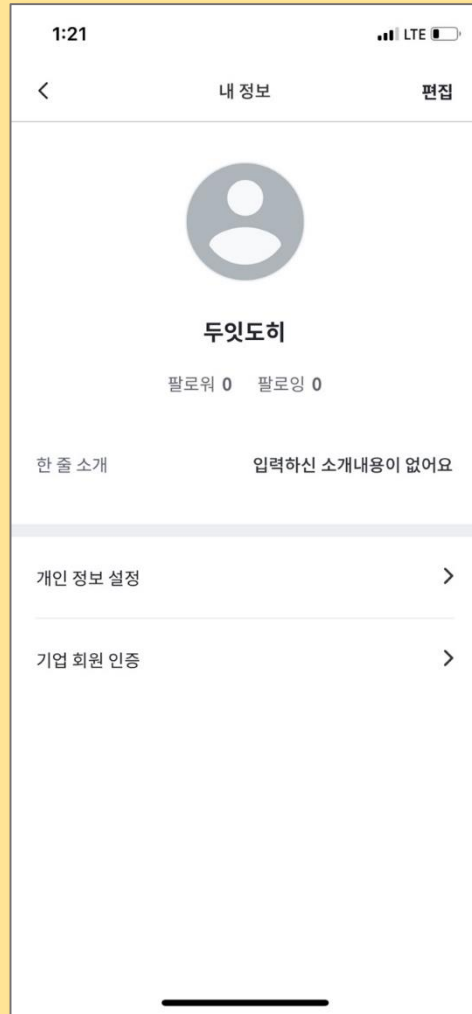 1:21 LTE
내 정보 편집
두잇도히
팔로워 0 팔로잉 0
한 줄 소개 입력하신 소개내용이 없어요
개인 정보 설정
기업 회원 인증